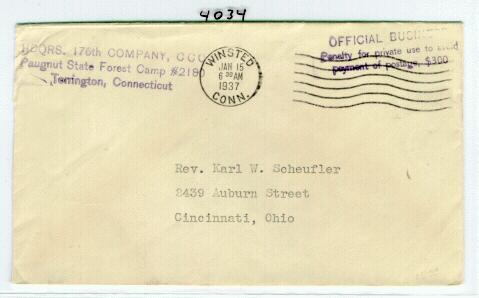 4034
HDQRS. 176th COMPANY, CCC
Paugnut State Forest Camp #2180
Torrington, Connecticut
WINSTED
JAN 15
6 30 AM
1937
CONN.
OFFICIAL BUSINESS
Penalty for private use to avoid
payment of postage, $300
Rev. Karl W. Scheufler
2439 Auburn Street
Cincinnati, Ohio